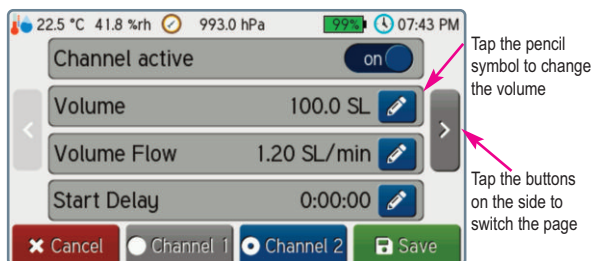 22.5 °C 41.8 %rh 993.0 hPa 99% 07:43 PM
Channel active on
Volume 100.0 SL
Volume Flow 1.20 SL/min
Start Delay 0:00:00
Cancel Channel 1 Channel 2 Save
Tap the pencil
symbol to change
the volume
Tap the buttons
on the side to
switch the page